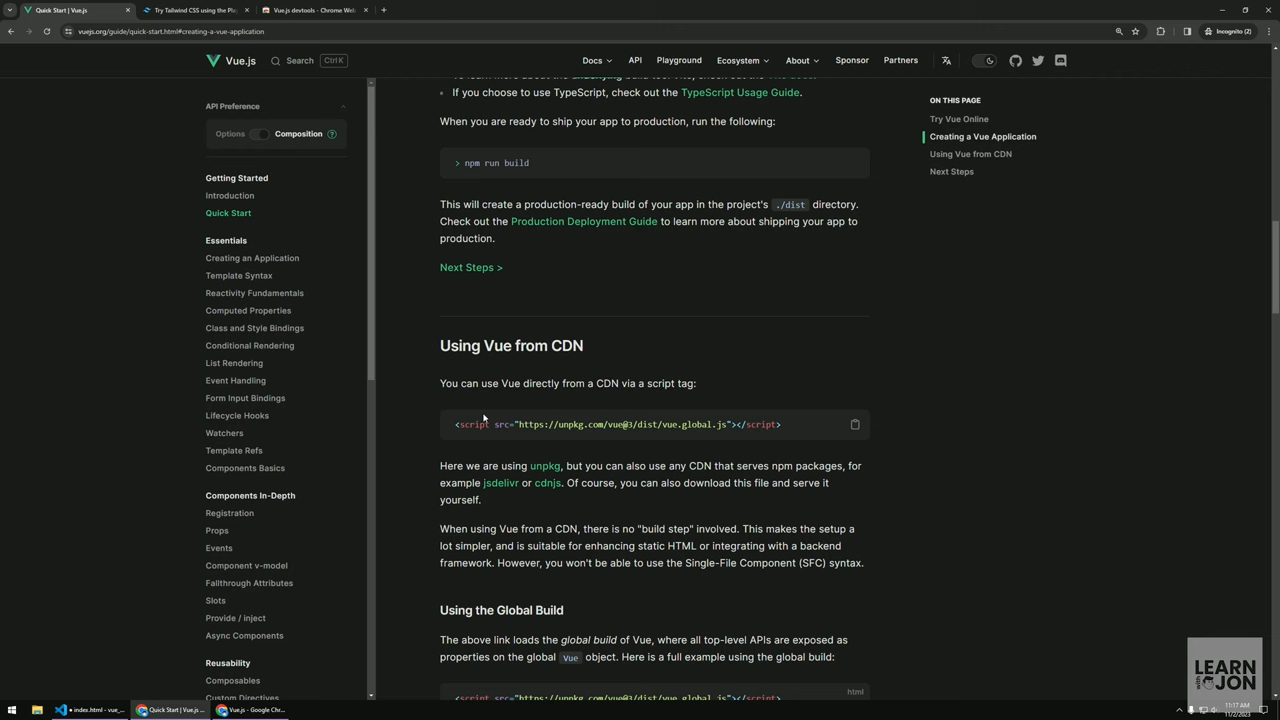 Quick Start | Vue.js
Try Tailwind CSS using the Pla
Vue.js devtools - Chrome Web
vuejs.org/guide/quick-start.html#creating-a-vue-application
Incognito (2)
Vue.js
Search
Ctrl K
Docs
API
Playground
Ecosystem
About
Sponsor
Partners
API Preference
Options
Composition
?
Getting Started
Introduction
Quick Start
Essentials
Creating an Application
Template Syntax
Reactivity Fundamentals
Computed Properties
Class and Style Bindings
Conditional Rendering
List Rendering
Event Handling
Form Input Bindings
Lifecycle Hooks
Watchers
Template Refs
Components Basics
Components In-Depth
Registration
Props
Events
Component v-model
Fallthrough Attributes
Slots
Provide / inject
Async Components
Reusability
Composables
Custom Directives
If you choose to use TypeScript, check out the TypeScript Usage Guide.
When you are ready to ship your app to production, run the following:
> npm run build
This will create a production-ready build of your app in the project's ./dist directory.
Check out the Production Deployment Guide to learn more about shipping your app to
production.
Next Steps >
Using Vue from CDN
You can use Vue directly from a CDN via a script tag:
<script src="https://unpkg.com/vue@3/dist/vue.global.js"></script>
Here we are using unpkg, but you can also use any CDN that serves npm packages, for
example jsdelivr or cdnjs. Of course, you can also download this file and serve it
yourself.
When using Vue from a CDN, there is no "build step" involved. This makes the setup a
lot simpler, and is suitable for enhancing static HTML or integrating with a backend
framework. However, you won't be able to use the Single-File Component (SFC) syntax.
Using the Global Build
The above link loads the global build of Vue, where all top-level APIs are exposed as
properties on the global Vue object. Here is a full example using the global build:
html
<script src="https://unpkg.com/vue@3/dist/vue.global.js"></script>
ON THIS PAGE
Try Vue Online
Creating a Vue Application
Using Vue from CDN
Next Steps
LEARN
JON
● index.html - vue_...
Quick Start | Vue.js ...
Vue.js - Google Chr...
11:17 AM
11/2/2023